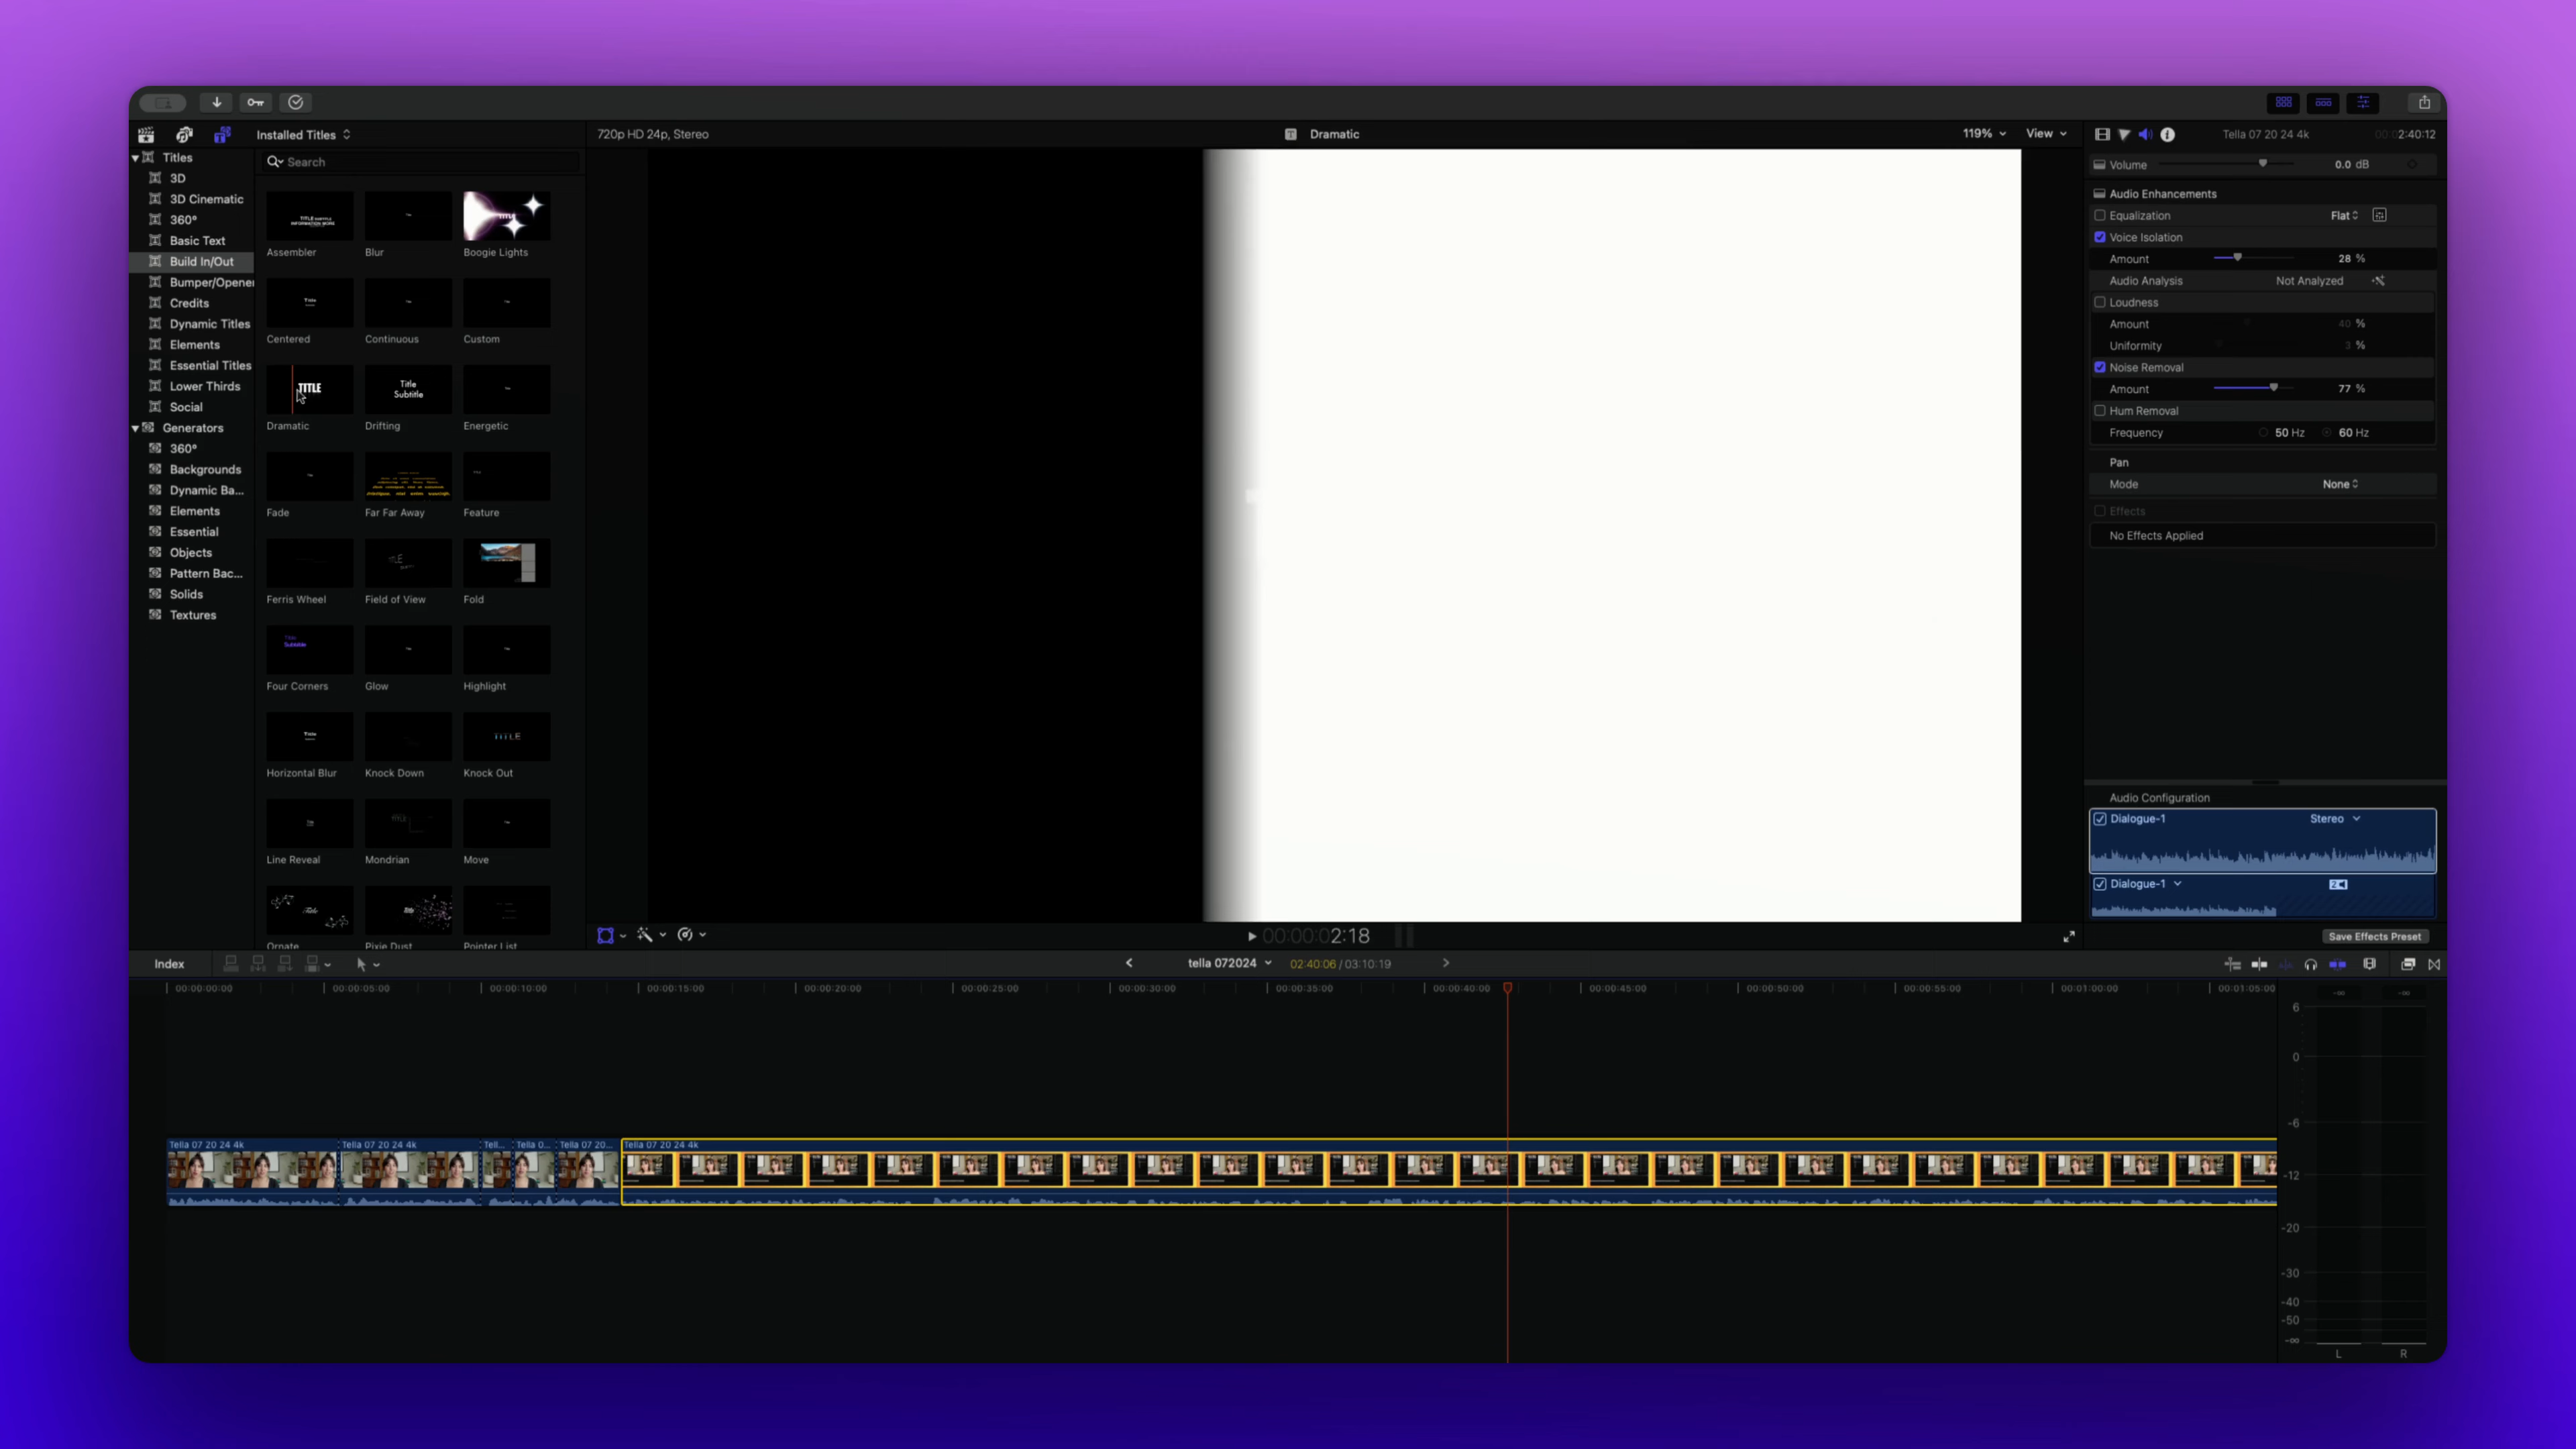 Installed Titles
720p HD 24p, Stereo
Dramatic
119%
View
Tella 07 20 24 4k
00:02:40:12
Titles
3D
3D Cinematic
360°
Basic Text
Build In/Out
Bumper/Opener
Credits
Dynamic Titles
Elements
Essential Titles
Lower Thirds
Social
Generators
360°
Backgrounds
Dynamic Ba...
Elements
Essential
Objects
Pattern Bac...
Solids
Textures
Search
Assembler
Blur
Boogie Lights
Centered
Continuous
Custom
TITLE
Title
Subtitle
Dramatic
Drifting
Energetic
Fade
Far Far Away
Feature
Ferris Wheel
Field of View
Fold
Title
Subtitle
Four Corners
Glow
Highlight
Horizontal Blur
Knock Down
Knock Out
Line Reveal
Mondrian
Move
Ornate
Pixie Dust
Pointer List
Volume
0.0 dB
Audio Enhancements
Equalization
Flat
Voice Isolation
Amount
28 %
Audio Analysis
Not Analyzed
Loudness
Amount
40 %
Uniformity
3 %
Noise Removal
Amount
77 %
Hum Removal
Frequency
50 Hz
60 Hz
Pan
Mode
None
Effects
No Effects Applied
Audio Configuration
Dialogue-1
Stereo
Dialogue-1
Save Effects Preset
00:00:02:18
Index
tella 072024
02:40:06 / 03:10:19
00:00:00:00
00:00:05:00
00:00:10:00
00:00:15:00
00:00:20:00
00:00:25:00
00:00:30:00
00:00:35:00
00:00:40:00
00:00:45:00
00:00:50:00
00:00:55:00
00:01:00:00
00:01:05:00
Tella 07 20 24 4k
Tella 07 20 24 4k
Tell...
Tella 0...
Tella 07 20...
Tella 07 20 24 4k
-∞
-∞
6
0
-6
-12
-20
-30
-40
-50
-∞
L
R